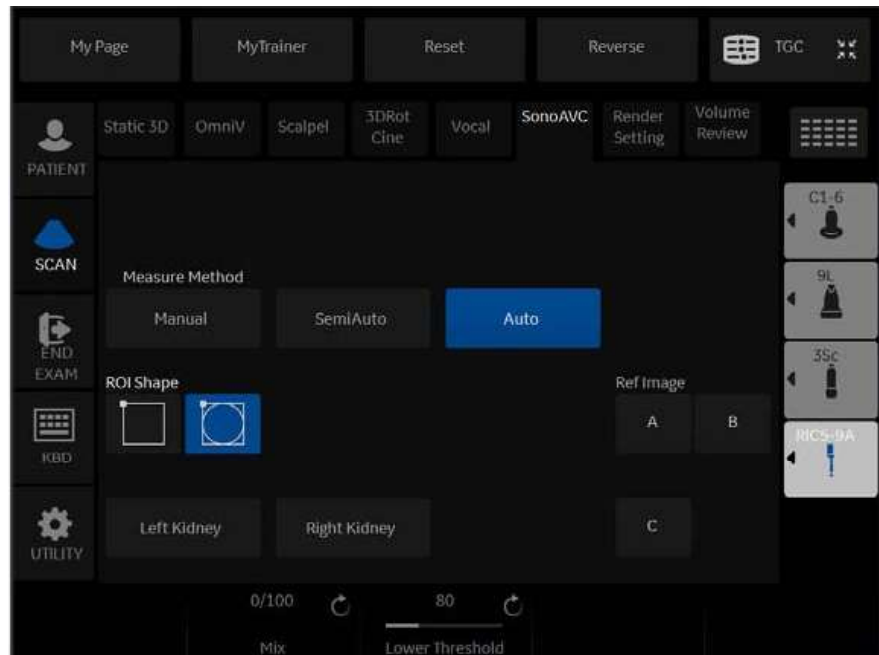 My Page
MyTrainer
Reset
Reverse
TGC
Static 3D
OmniV
Scalpel
3DRot
Cine
Vocal
SonoAVC
Render
Setting
Volume
Review
PATIENT
SCAN
END
EXAM
KBD
UTILITY
Measure Method
Manual
SemiAuto
Auto
ROI Shape
Ref Image
A
B
Left Kidney
Right Kidney
C
C1-6
9L
3Sc
RIC5-9A
0/100
80
Mix
Lower Threshold